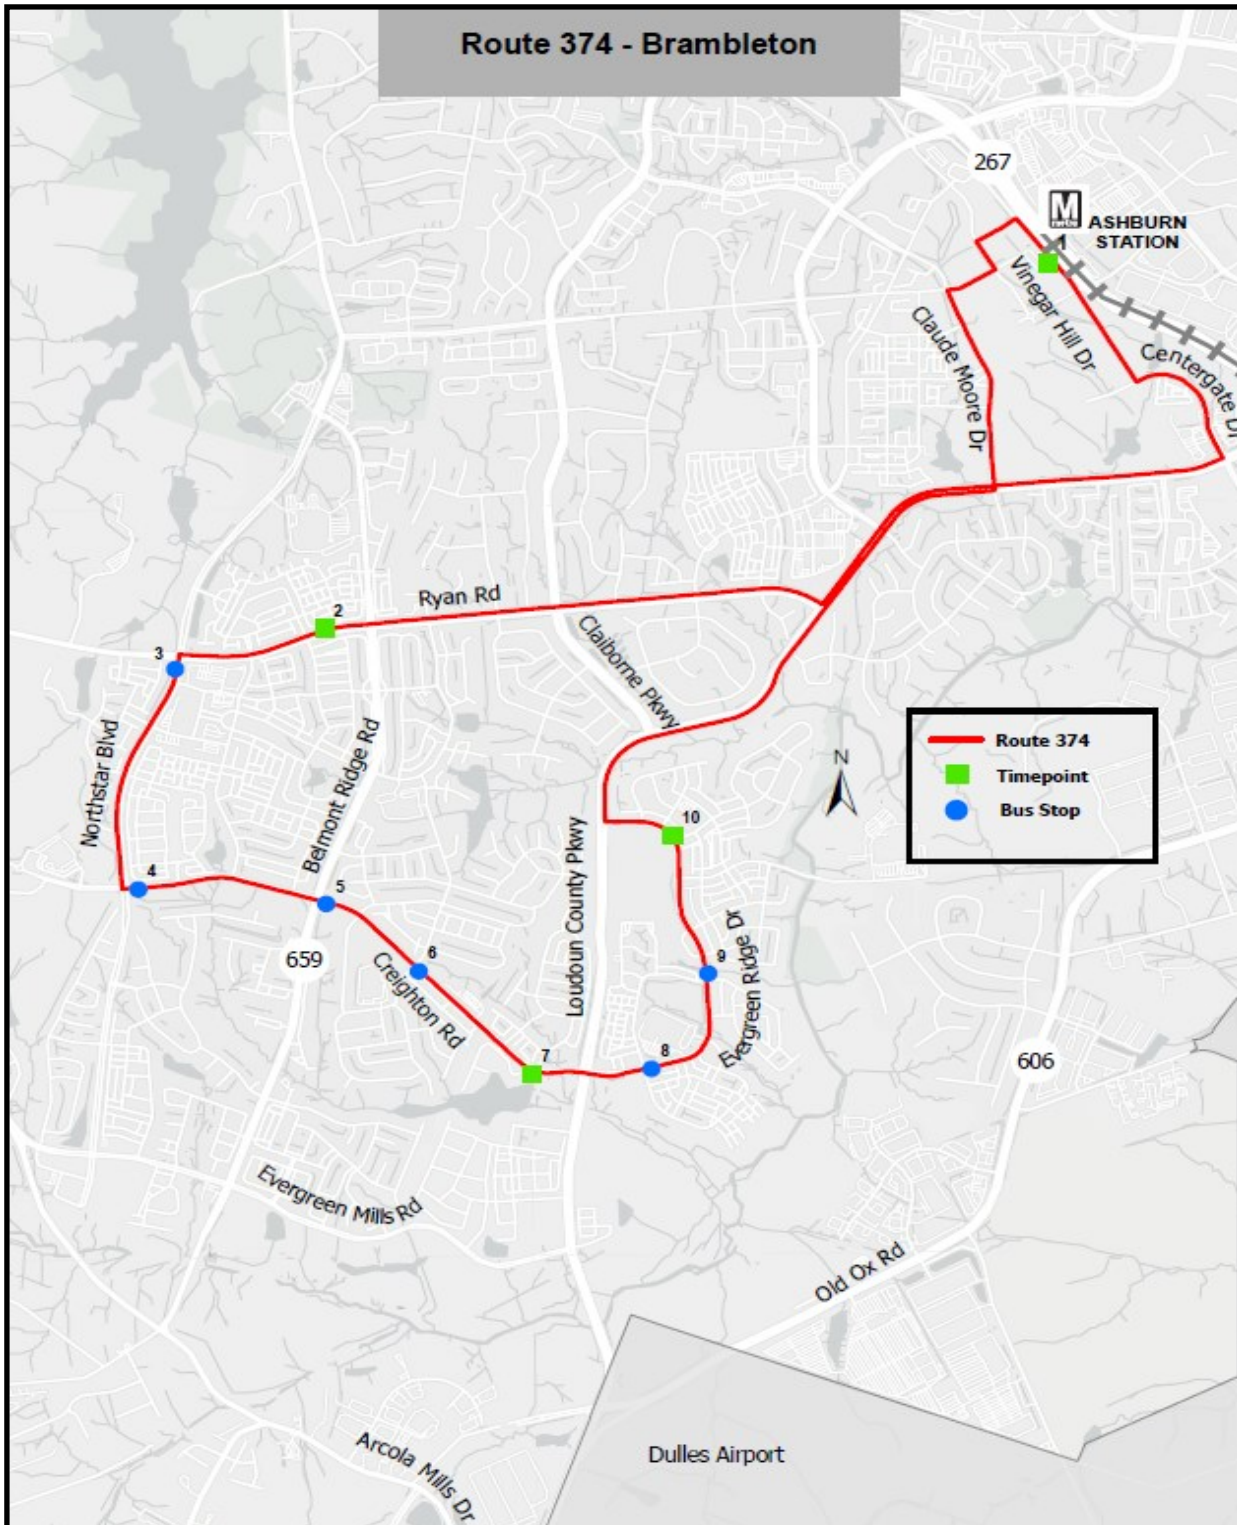 Route 374 - Brambleton
267
M
metro
ASHBURN
STATION
1
Vinegar Hill Dr
Claude Moore Dr
Centergate Dr
Ryan Rd
2
3
Claiborne Pkwy
Northstar Blvd
Belmont Ridge Rd
N
Route 374
Timepoint
Bus Stop
10
4
5
Loudoun County Pkwy
659
6
Creighton Rd
9
Evergreen Ridge Dr
7
8
606
Evergreen Mills Rd
Old Ox Rd
Arcola Mills Dr
Dulles Airport